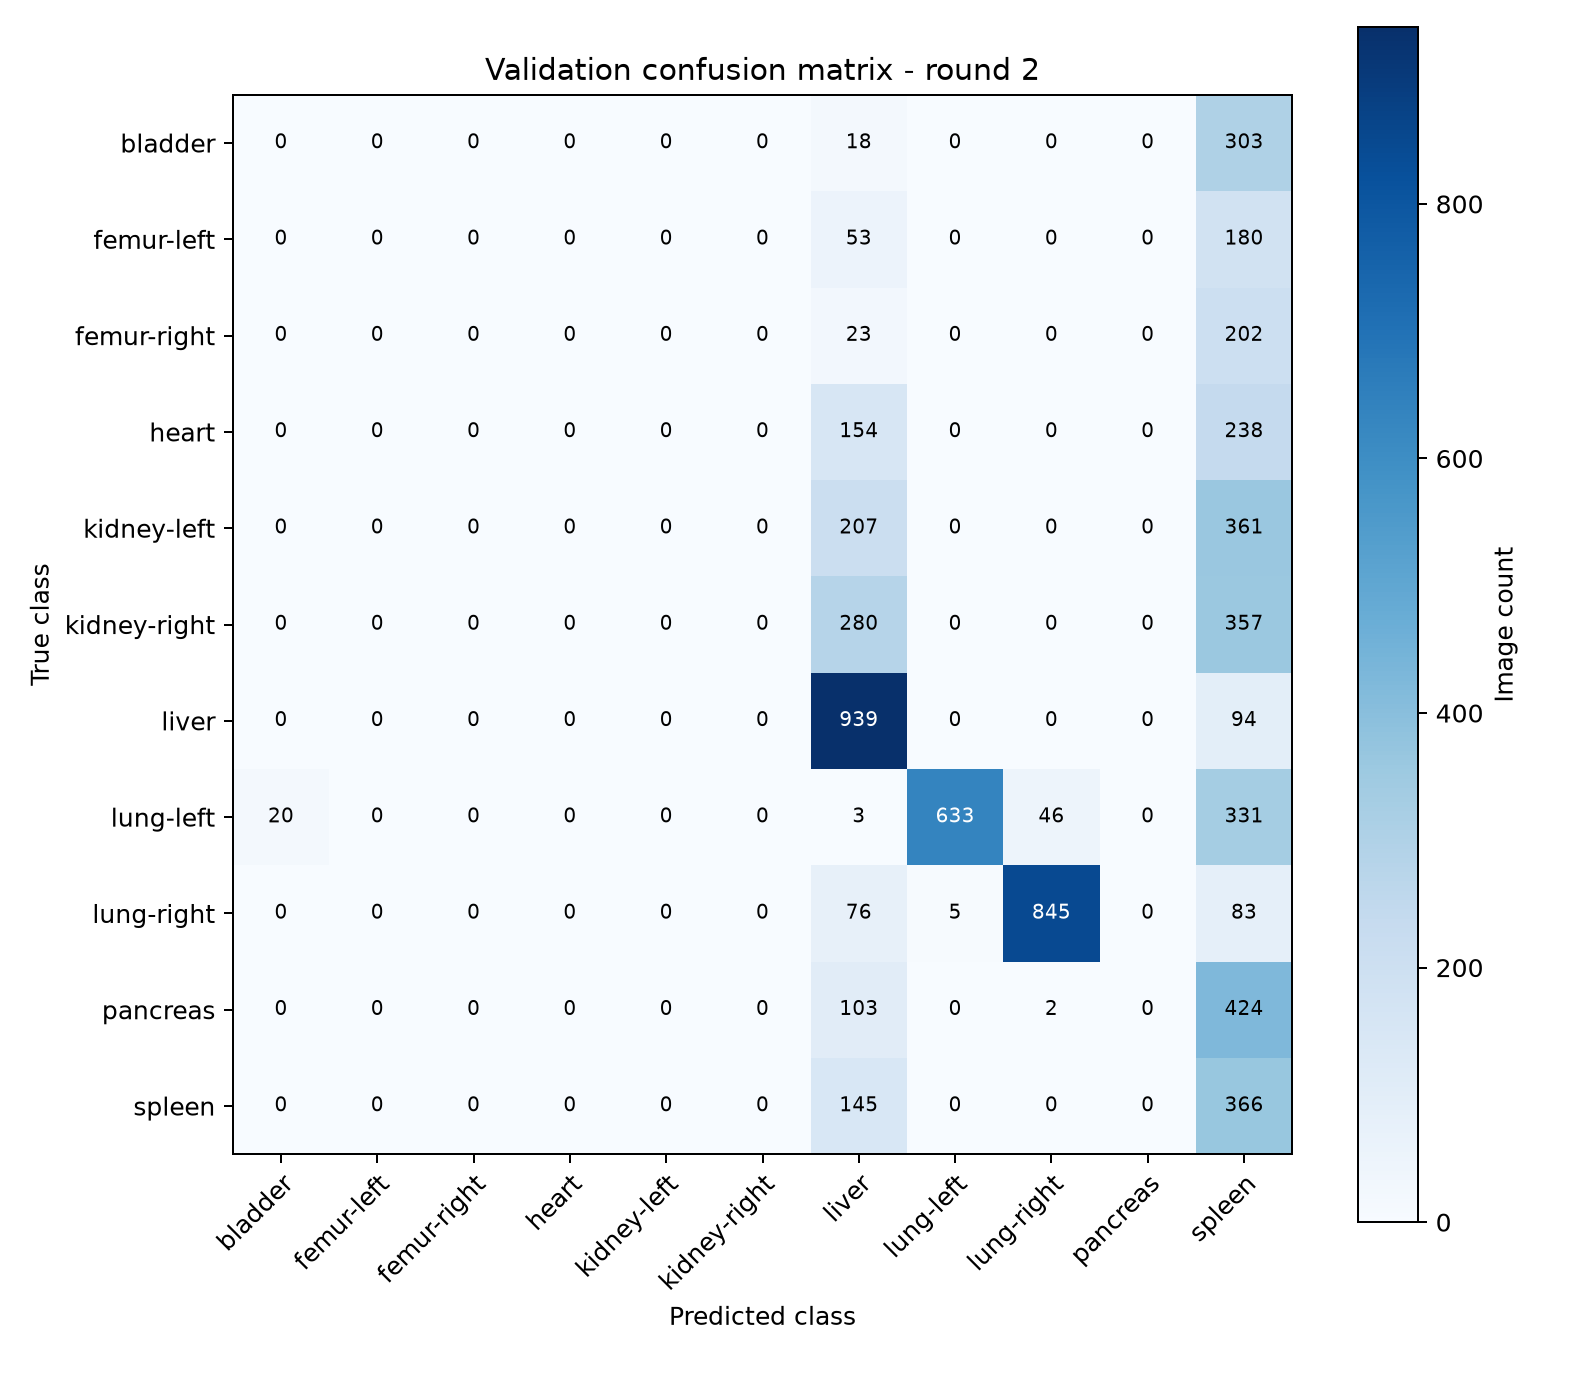 Validation confusion matrix - round 2
bladder 0 0 0 0 0 0 18 0 0 0 303
femur-left 0 0 0 0 0 0 53 0 0 0 180
femur-right 0 0 0 0 0 0 23 0 0 0 202
heart 0 0 0 0 0 0 154 0 0 0 238
kidney-left 0 0 0 0 0 0 207 0 0 0 361
kidney-right 0 0 0 0 0 0 280 0 0 0 357
liver 0 0 0 0 0 0 939 0 0 0 94
lung-left 20 0 0 0 0 0 3 633 46 0 331
lung-right 0 0 0 0 0 0 76 5 845 0 83
pancreas 0 0 0 0 0 0 103 0 2 0 424
spleen 0 0 0 0 0 0 145 0 0 0 366
bladder femur-left femur-right heart kidney-left kidney-right liver lung-left lung-right pancreas spleen
Predicted class
True class
800
600
400
200
0
Image count